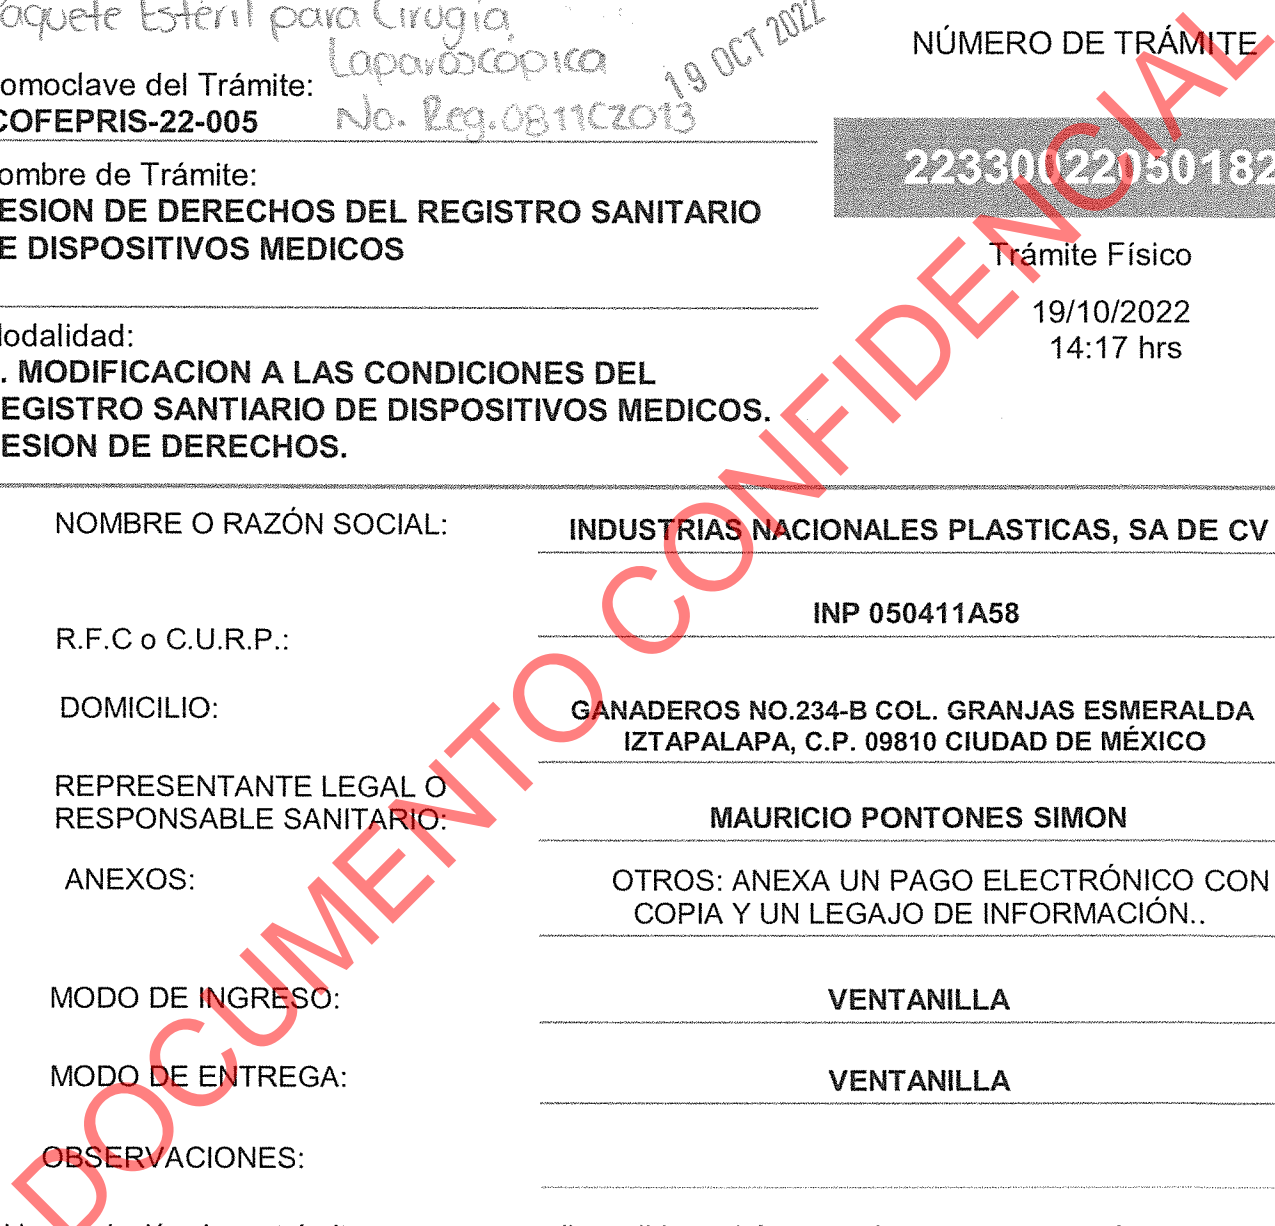 aquete Estéril para Cirugía
Laparoscópica
No. Reg. 0811C2013
19 OCT 2022
NÚMERO DE TRÁMITE
omoclave del Trámite:
COFEPRIS-22-005
22330022050182
ombre de Trámite:
ESION DE DERECHOS DEL REGISTRO SANITARIO
E DISPOSITIVOS MEDICOS
Trámite Físico
19/10/2022
14:17 hrs
odalidad:
. MODIFICACION A LAS CONDICIONES DEL
EGISTRO SANTIARIO DE DISPOSITIVOS MEDICOS.
ESION DE DERECHOS.
NOMBRE O RAZÓN SOCIAL: INDUSTRIAS NACIONALES PLASTICAS, SA DE CV
R.F.C o C.U.R.P.: INP 050411A58
DOMICILIO: GANADEROS NO.234-B COL. GRANJAS ESMERALDA
IZTAPALAPA, C.P. 09810 CIUDAD DE MÉXICO
REPRESENTANTE LEGAL O
RESPONSABLE SANITARIO: MAURICIO PONTONES SIMON
ANEXOS: OTROS: ANEXA UN PAGO ELECTRÓNICO CON
COPIA Y UN LEGAJO DE INFORMACIÓN..
MODO DE INGRESO: VENTANILLA
MODO DE ENTREGA: VENTANILLA
OBSERVACIONES:
DOCUMENTO CONFIDENCIAL